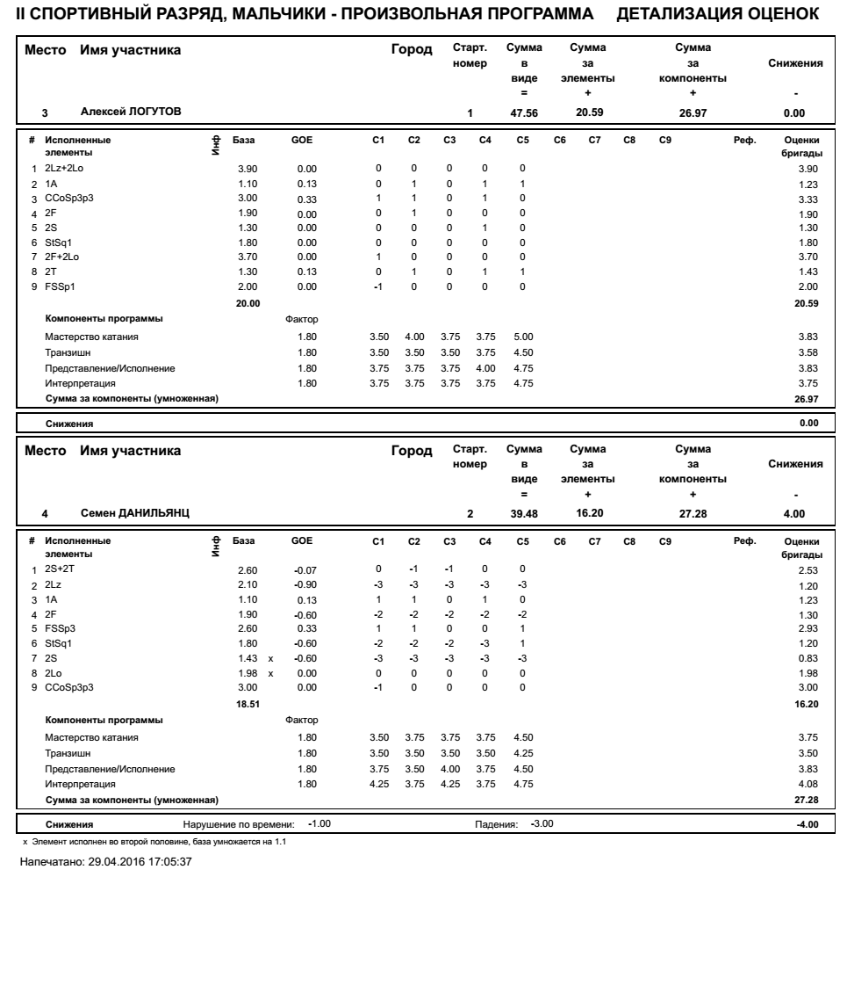 II СПОРТИВНЫЙ РАЗРЯД, МАЛЬЧИКИ - ПРОИЗВОЛЬНАЯ ПРОГРАММА ДЕТАЛИЗАЦИЯ ОЦЕНОК
Место Имя участника Город Старт. Сумма Сумма Сумма
номер в за за Снижения
виде элементы компоненты
= + + -
3 Алексей ЛОГУТОВ 1 47.56 20.59 26.97 0.00
# Исполненные Инф База GOE C1 C2 C3 C4 C5 C6 C7 C8 C9 Реф. Оценки
элементы бригады
1 2Lz+2Lo 3.90 0.00 0 0 0 0 0 3.90
2 1A 1.10 0.13 0 1 0 1 1 1.23
3 CCoSp3p3 3.00 0.33 1 1 0 1 0 3.33
4 2F 1.90 0.00 0 1 0 0 0 1.90
5 2S 1.30 0.00 0 0 0 1 0 1.30
6 StSq1 1.80 0.00 0 0 0 0 0 1.80
7 2F+2Lo 3.70 0.00 1 0 0 0 0 3.70
8 2T 1.30 0.13 0 1 0 1 1 1.43
9 FSSp1 2.00 0.00 -1 0 0 0 0 2.00
20.00 20.59
Компоненты программы Фактор
Мастерство катания 1.80 3.50 4.00 3.75 3.75 5.00 3.83
Транзишн 1.80 3.50 3.50 3.50 3.75 4.50 3.58
Представление/Исполнение 1.80 3.75 3.75 3.75 4.00 4.75 3.83
Интерпретация 1.80 3.75 3.75 3.75 3.75 4.75 3.75
Сумма за компоненты (умноженная) 26.97
Снижения 0.00
Место Имя участника Город Старт. Сумма Сумма Сумма
номер в за за Снижения
виде элементы компоненты
= + + -
4 Семен ДАНИЛЬЯНЦ 2 39.48 16.20 27.28 4.00
# Исполненные Инф База GOE C1 C2 C3 C4 C5 C6 C7 C8 C9 Реф. Оценки
элементы бригады
1 2S+2T 2.60 -0.07 0 -1 -1 0 0 2.53
2 2Lz 2.10 -0.90 -3 -3 -3 -3 -3 1.20
3 1A 1.10 0.13 1 1 0 1 0 1.23
4 2F 1.90 -0.60 -2 -2 -2 -2 -2 1.30
5 FSSp3 2.60 0.33 1 1 0 0 1 2.93
6 StSq1 1.80 -0.60 -2 -2 -2 -3 1 1.20
7 2S 1.43 x -0.60 -3 -3 -3 -3 -3 0.83
8 2Lo 1.98 x 0.00 0 0 0 0 0 1.98
9 CCoSp3p3 3.00 0.00 -1 0 0 0 0 3.00
18.51 16.20
Компоненты программы Фактор
Мастерство катания 1.80 3.50 3.75 3.75 3.75 4.50 3.75
Транзишн 1.80 3.50 3.50 3.50 3.50 4.25 3.50
Представление/Исполнение 1.80 3.75 3.50 4.00 3.75 4.50 3.83
Интерпретация 1.80 4.25 3.75 4.25 3.75 4.75 4.08
Сумма за компоненты (умноженная) 27.28
Снижения Нарушение по времени: -1.00 Падения: -3.00 -4.00
x Элемент исполнен во второй половине, база умножается на 1.1
Напечатано: 29.04.2016 17:05:37